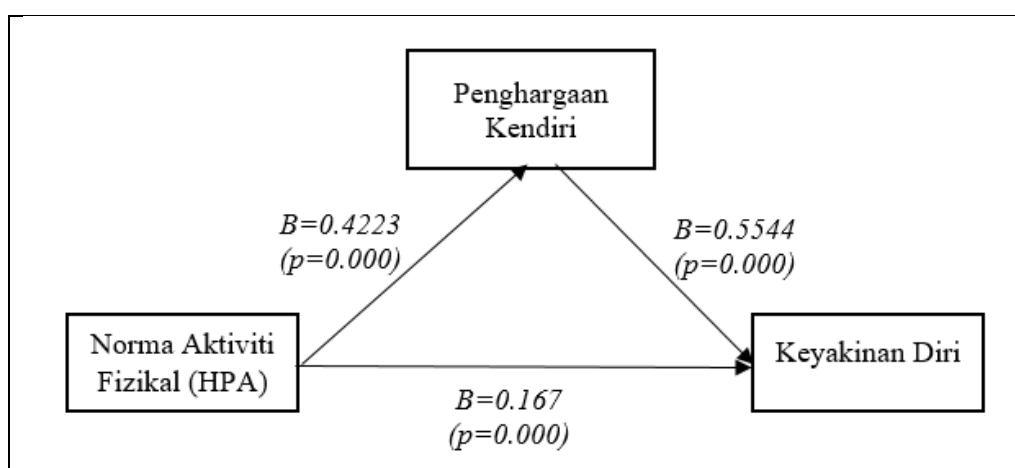 Penghargaan
Kendiri
B=0.4223
(p=0.000)
B=0.5544
(p=0.000)
Norma Aktiviti
Fizikal (HPA)
Keyakinan Diri
B=0.167
(p=0.000)